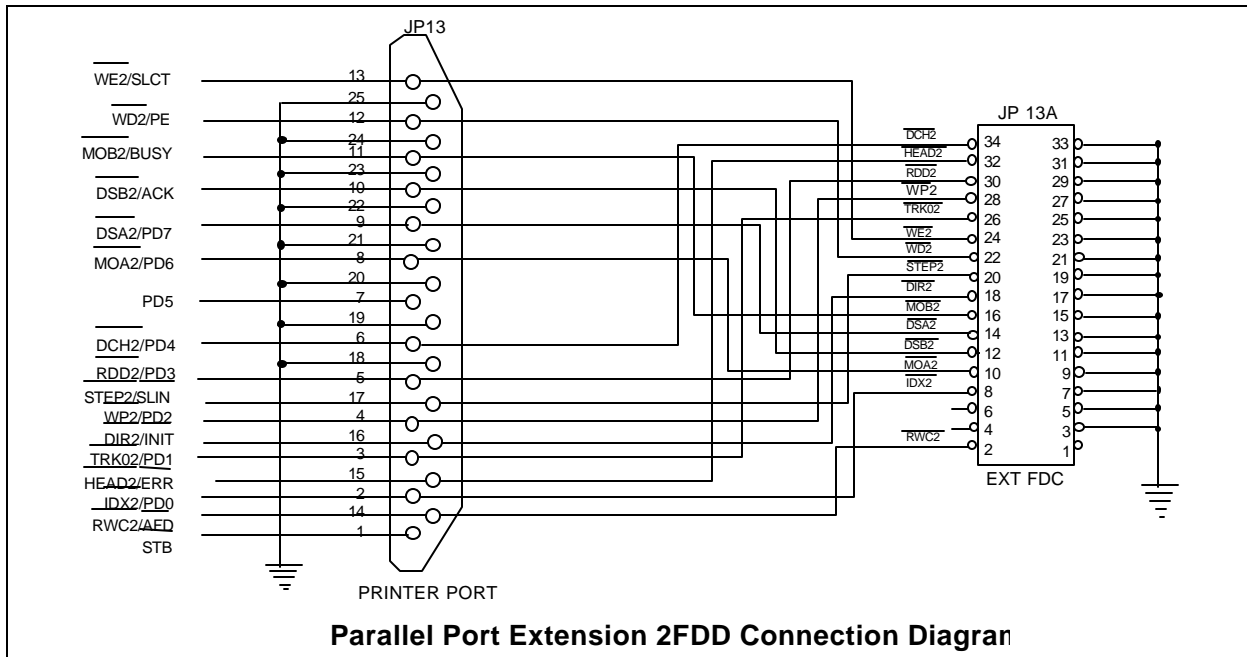 JP13
WE2/SLCT 13
25
WD2/PE 12
24
MOB2/BUSY 11
23
DSB2/ACK 10
22
DSA2/PD7 9
21
MOA2/PD6 8
20
PD5 7
19
DCH2/PD4 6
18
RDD2/PD3 5
STEP2/SLIN 17
WP2/PD2 4
DIR2/INIT 16
TRK02/PD1 3
HEAD2/ERR 15
IDX2/PD0 2
RWC2/AFD 14
STB 1
PRINTER PORT
JP 13A
DCH2 34 33
HEAD2 32 31
RDD2 30 29
WP2 28 27
TRK02 26 25
WE2 24 23
WD2 22 21
STEP2 20 19
DIR2 18 17
MOB2 16 15
DSA2 14 13
DSB2 12 11
MOA2 10 9
IDX2 8 7
6 5
4 3
RWC2 2 1
EXT FDC
Parallel Port Extension 2FDD Connection Diagran